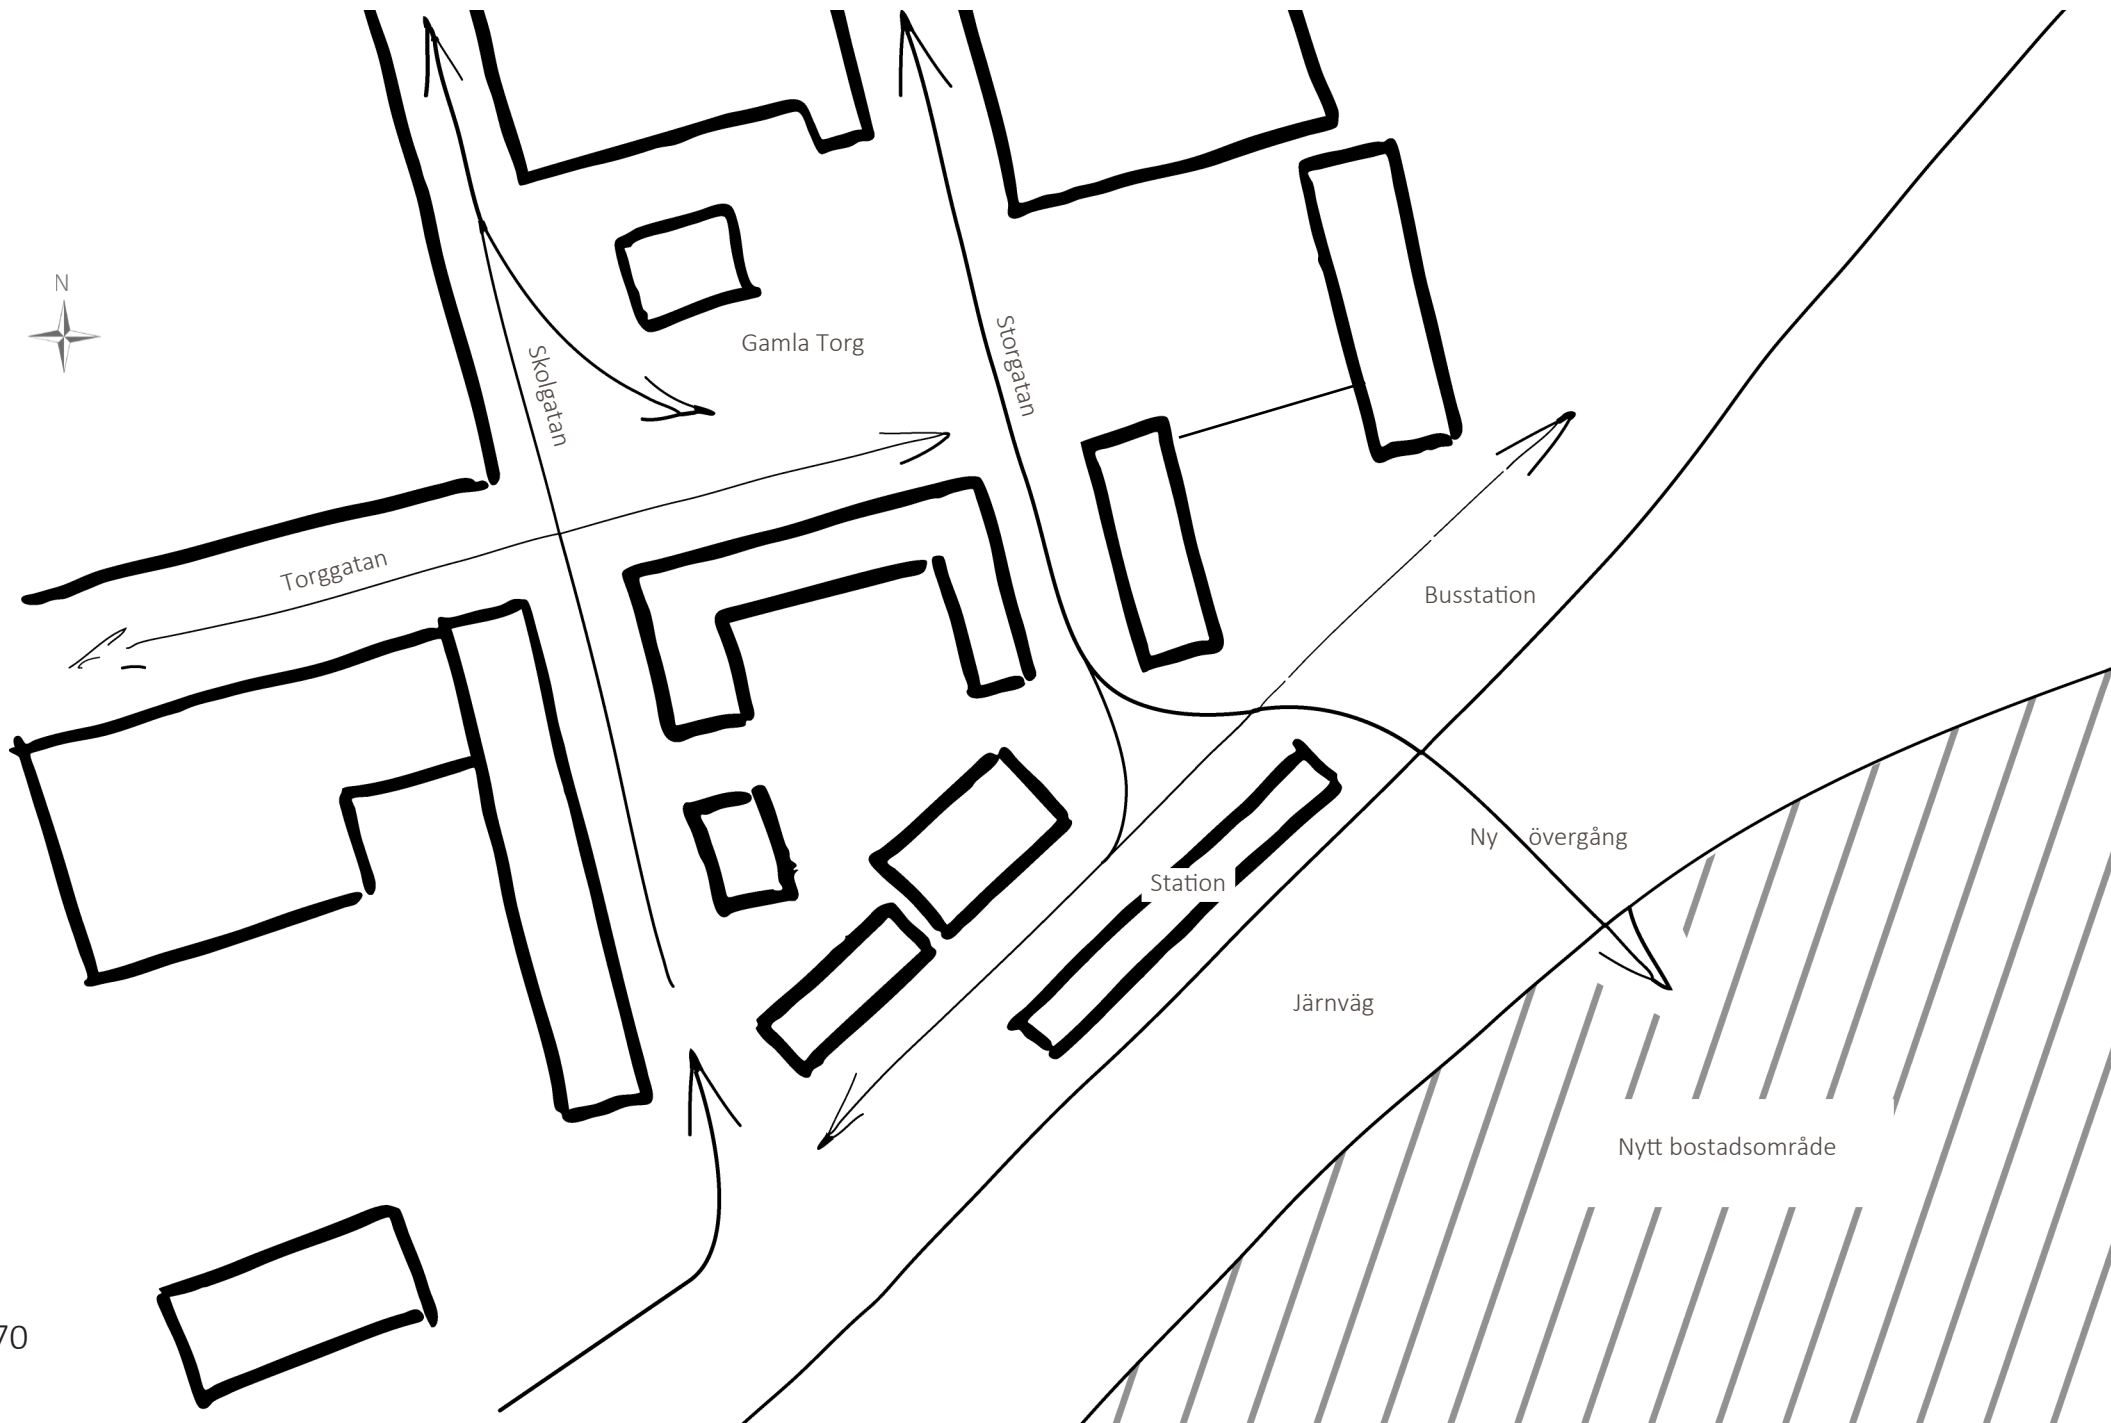 N
Gamla Torg
Storgatan
Skolgatan
Torggatan
Busstation
Ny övergång
Station
Järnväg
Nytt bostadsområde
70